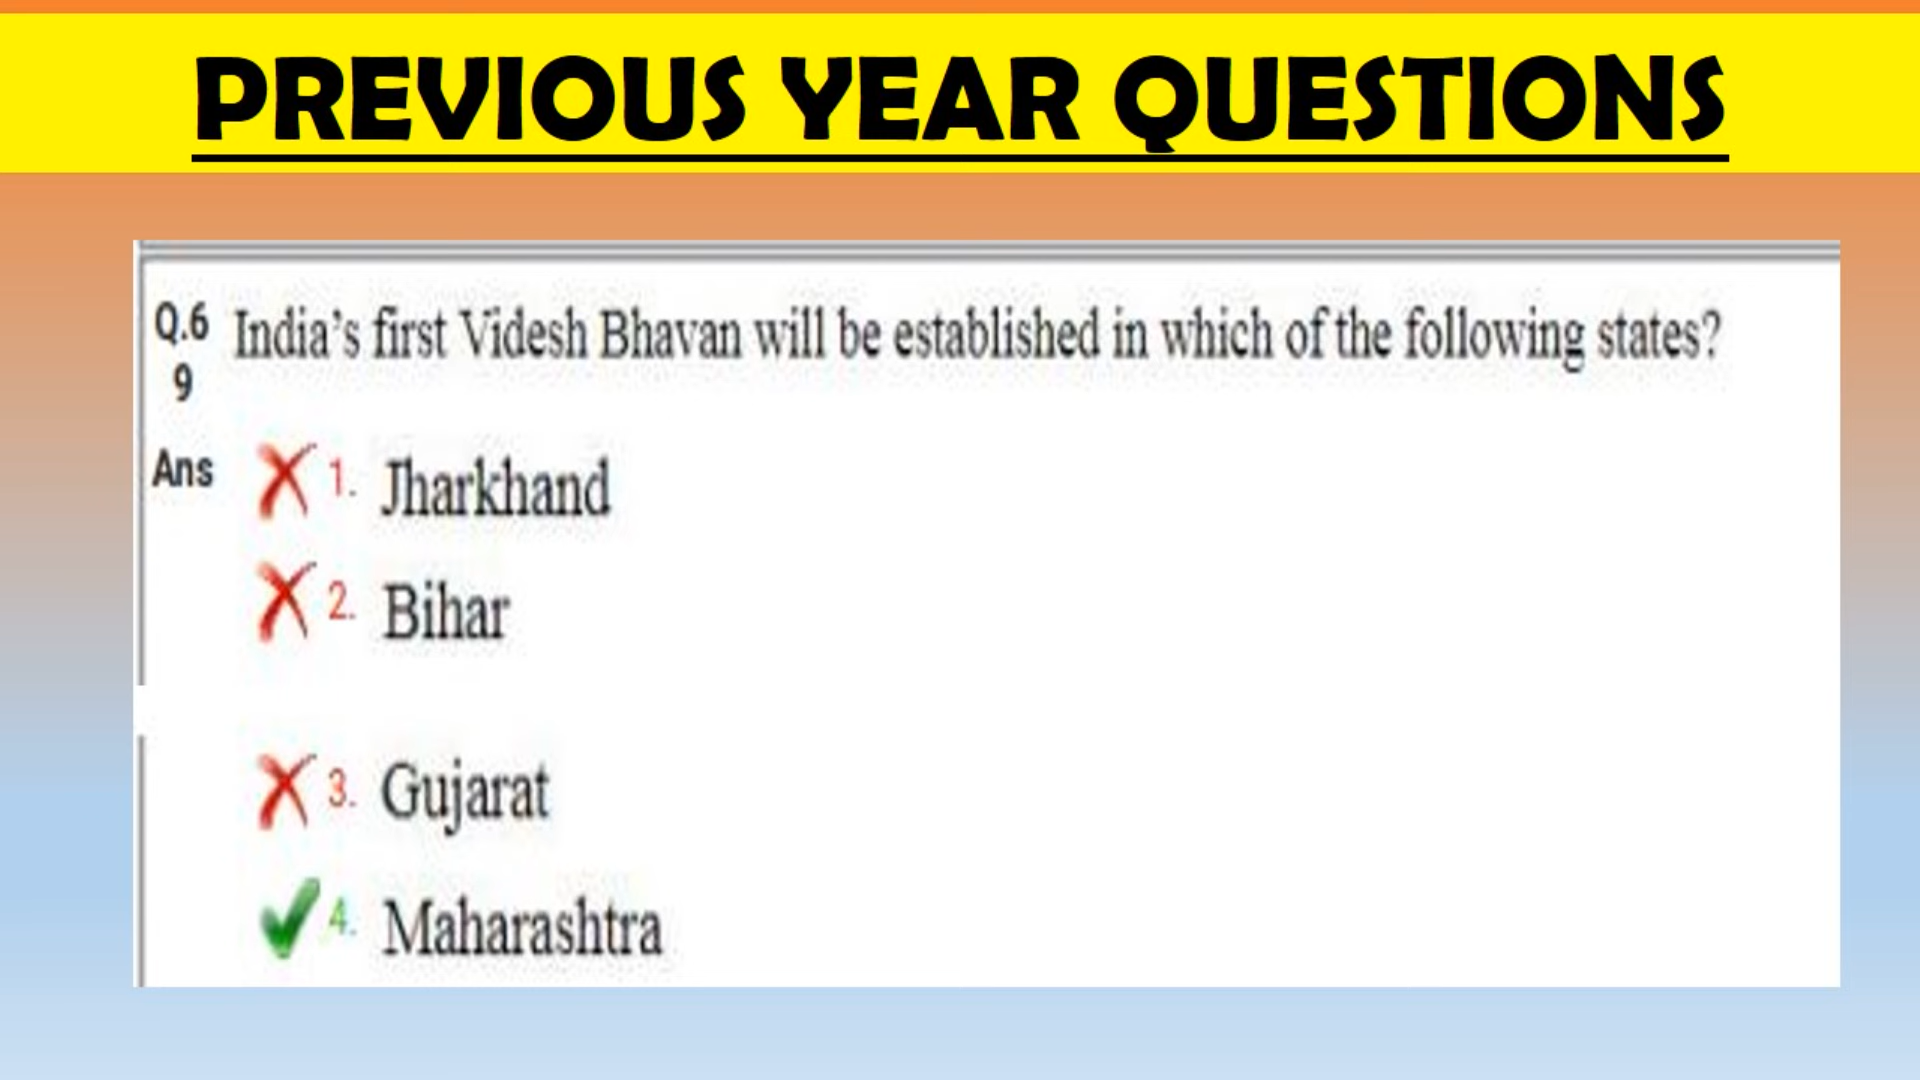 PREVIOUS YEAR QUESTIONS
Q.6 India's first Videsh Bhavan will be established in which of the following states?
9
Ans 1. Jharkhand
2. Bihar
3. Gujarat
4. Maharashtra